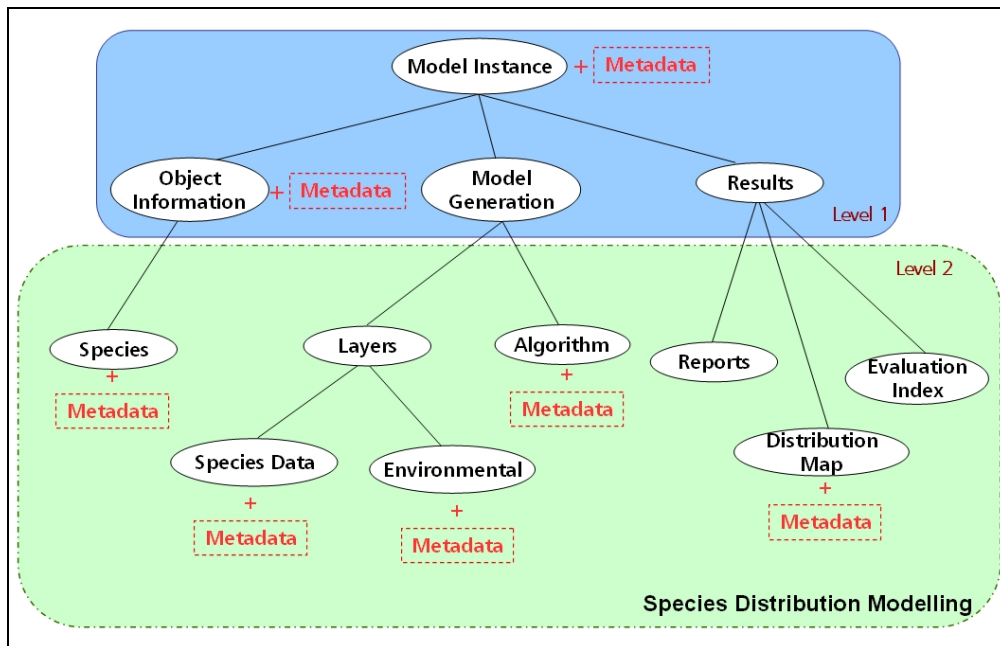 Model Instance + Metadata
Object
Information + Metadata
Model
Generation
Results
Level 1
Level 2
Species
+
Metadata
Layers
Algorithm
+
Metadata
Reports
Evaluation
Index
Species Data
+
Metadata
Environmental
+
Metadata
Distribution
Map
+
Metadata
Species Distribution Modelling